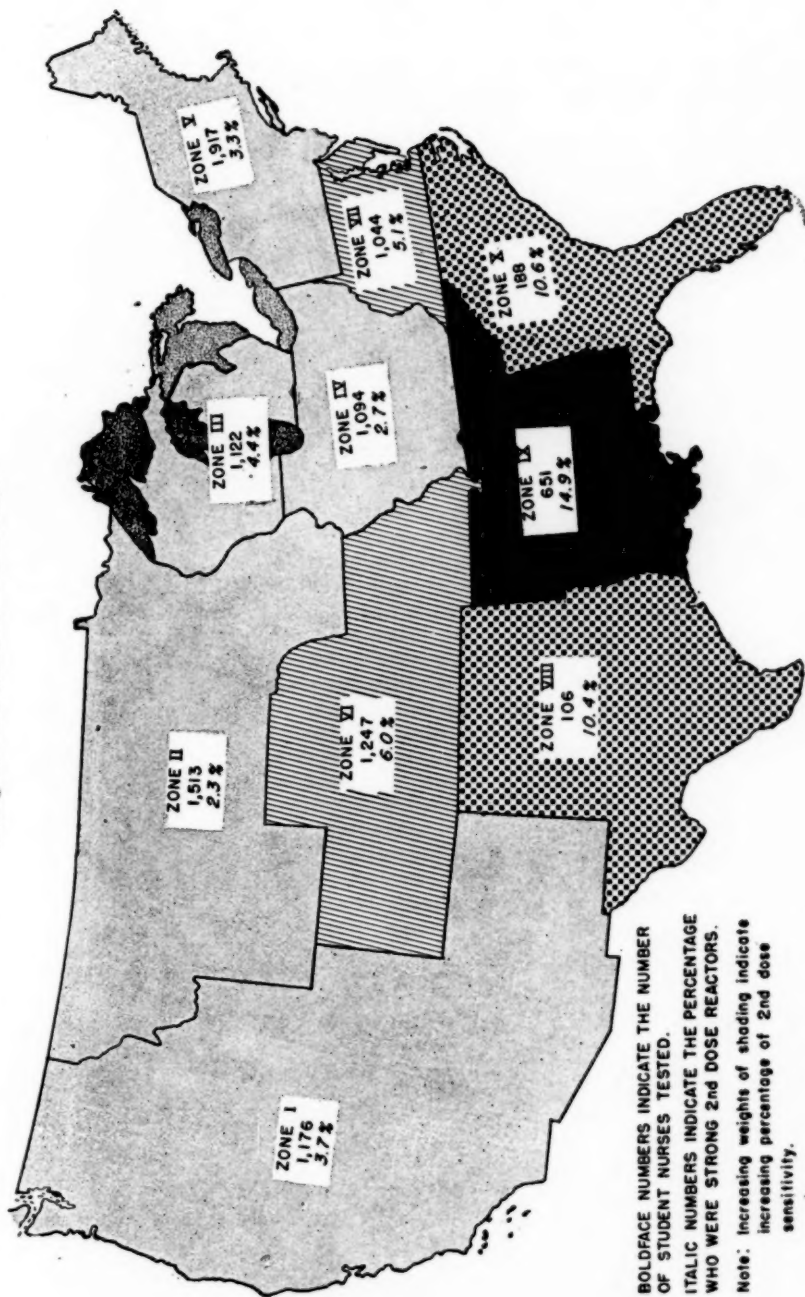 ZONE I
1,176
3.7%
ZONE II
1,513
2.3%
ZONE III
1,122
4.4%
ZONE IV
1,094
2.7%
ZONE V
1,917
3.3%
ZONE VI
1,247
6.0%
ZONE VII
1,044
5.1%
ZONE VIII
106
10.4%
ZONE IX
651
14.9%
ZONE X
188
10.6%
BOLDFACE NUMBERS INDICATE THE NUMBER
OF STUDENT NURSES TESTED.
ITALIC NUMBERS INDICATE THE PERCENTAGE
WHO WERE STRONG 2nd DOSE REACTORS.
Note: Increasing weights of shading indicate
increasing percentage of 2nd dose
sensitivity.